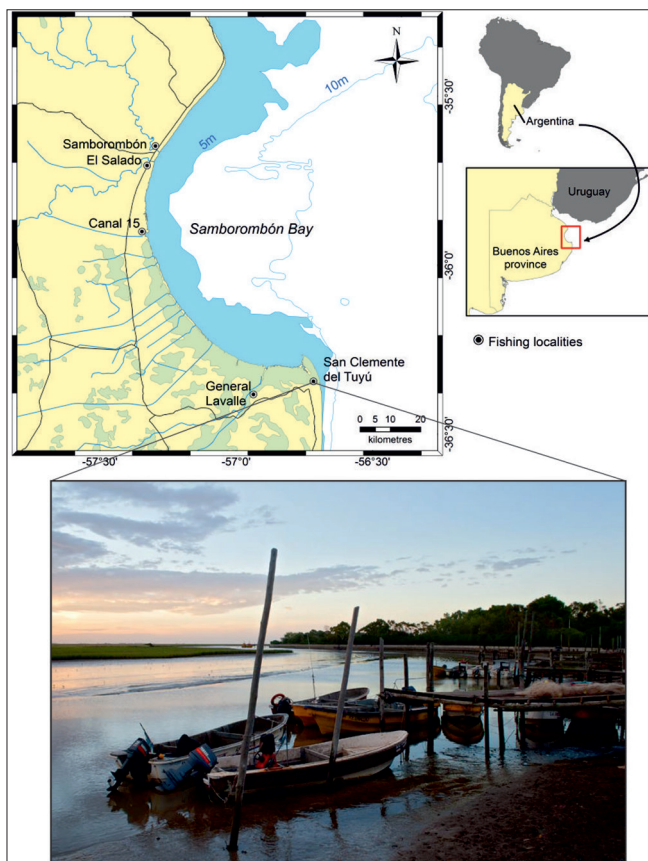 N
10m
5m
Samborombón
El Salado
Canal 15
Samborombón Bay
San Clemente
del Tuyú
General
Lavalle
0 5 10 20
kilometres
-35°30'
-36°0'
-36°30'
-57°30'
-57°0'
-56°30'
Argentina
Uruguay
Buenos Aires
province
Fishing localities